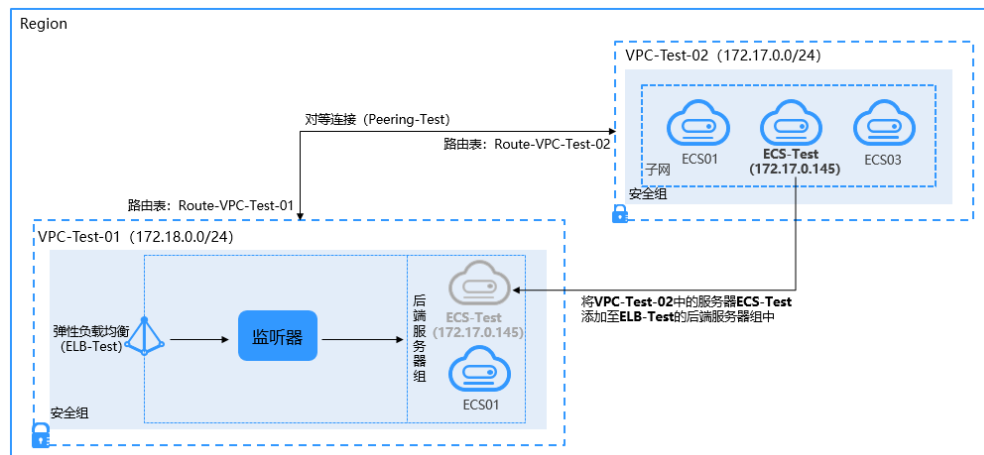 Region
VPC-Test-02（172.17.0.0/24）
ECS01
ECS-Test
(172.17.0.145)
ECS03
子网
安全组
对等连接（Peering-Test)
路由表：Route-VPC-Test-02
路由表：Route-VPC-Test-01
VPC-Test-01（172.18.0.0/24）
弹性负载均衡
（ELB-Test)
监听器
后端服务器组
ECS-Test
(172.17.0.145)
ECS01
安全组
将VPC-Test-02中的服务器ECS-Test
添加至ELB-Test的后端服务器组中